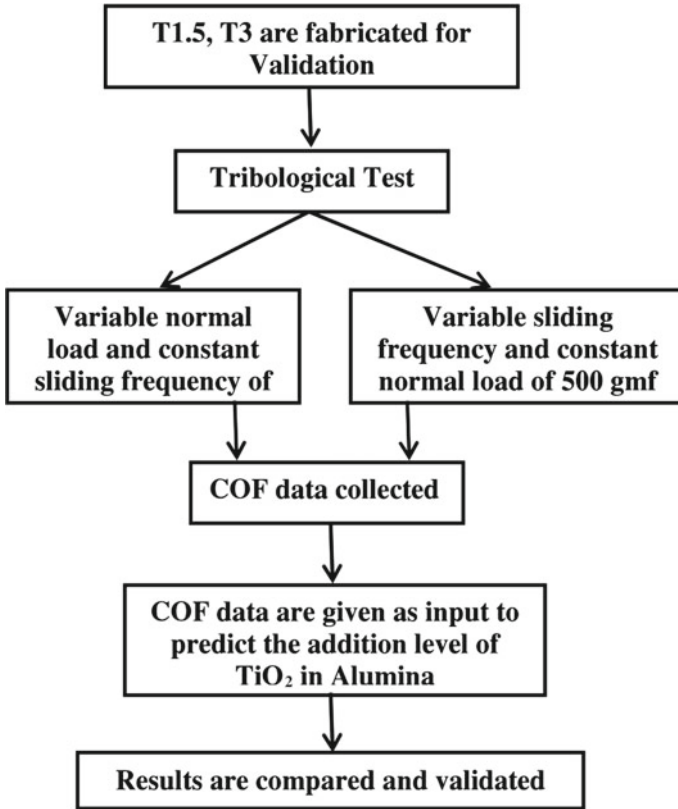 T1.5, T3 are fabricated for
Validation
Tribological Test
Variable normal
load and constant
sliding frequency of
Variable sliding
frequency and constant
normal load of 500 gmf
COF data collected
COF data are given as input to
predict the addition level of
TiO₂ in Alumina
Results are compared and validated